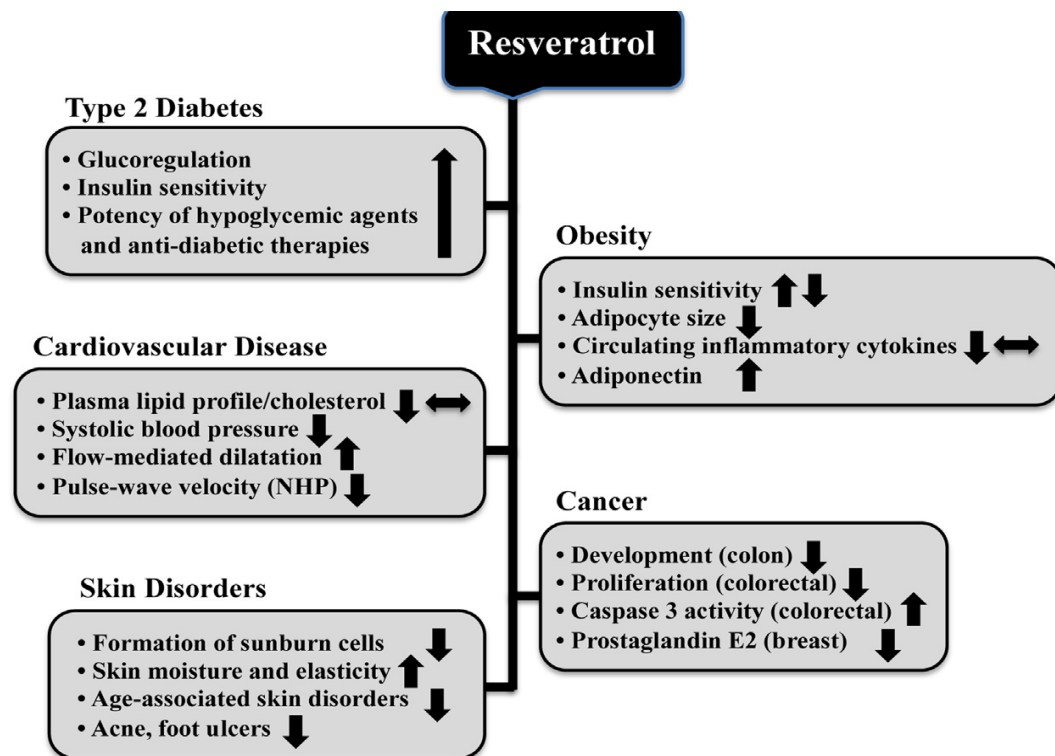 Resveratrol
Type 2 Diabetes
• Glucoregulation
• Insulin sensitivity
• Potency of hypoglycemic agents
and anti-diabetic therapies
Obesity
• Insulin sensitivity
• Adipocyte size
• Circulating inflammatory cytokines
• Adiponectin
Cardiovascular Disease
• Plasma lipid profile/cholesterol
• Systolic blood pressure
• Flow-mediated dilatation
• Pulse-wave velocity (NHP)
Cancer
• Development (colon)
• Proliferation (colorectal)
• Caspase 3 activity (colorectal)
• Prostaglandin E2 (breast)
Skin Disorders
• Formation of sunburn cells
• Skin moisture and elasticity
• Age-associated skin disorders
• Acne, foot ulcers